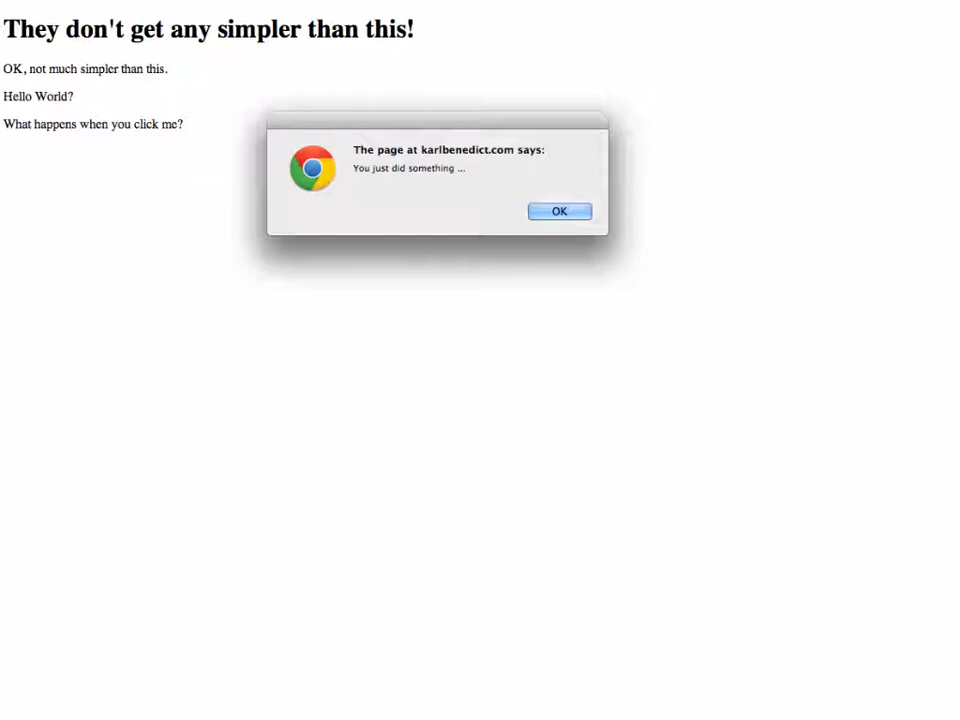 They don't get any simpler than this!
OK, not much simpler than this.
Hello World?
What happens when you click me?
The page at karlbenedict.com says:
You just did something ...
OK